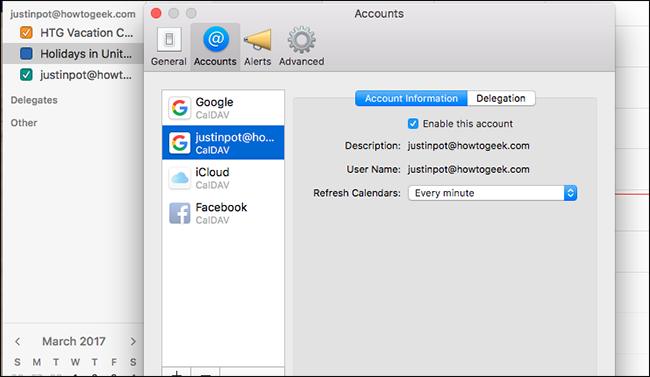 justinpot@howtogeek.com
HTG Vacation C...
Holidays in Unit...
justinpot@howt...
Delegates
Other
March 2017
S M T W T F S
Accounts
General Accounts Alerts Advanced
Google
CalDAV
justinpot@ho...
CalDAV
iCloud
CalDAV
Facebook
CalDAV
Account Information Delegation
Enable this account
Description: justinpot@howtogeek.com
User Name: justinpot@howtogeek.com
Refresh Calendars: Every minute